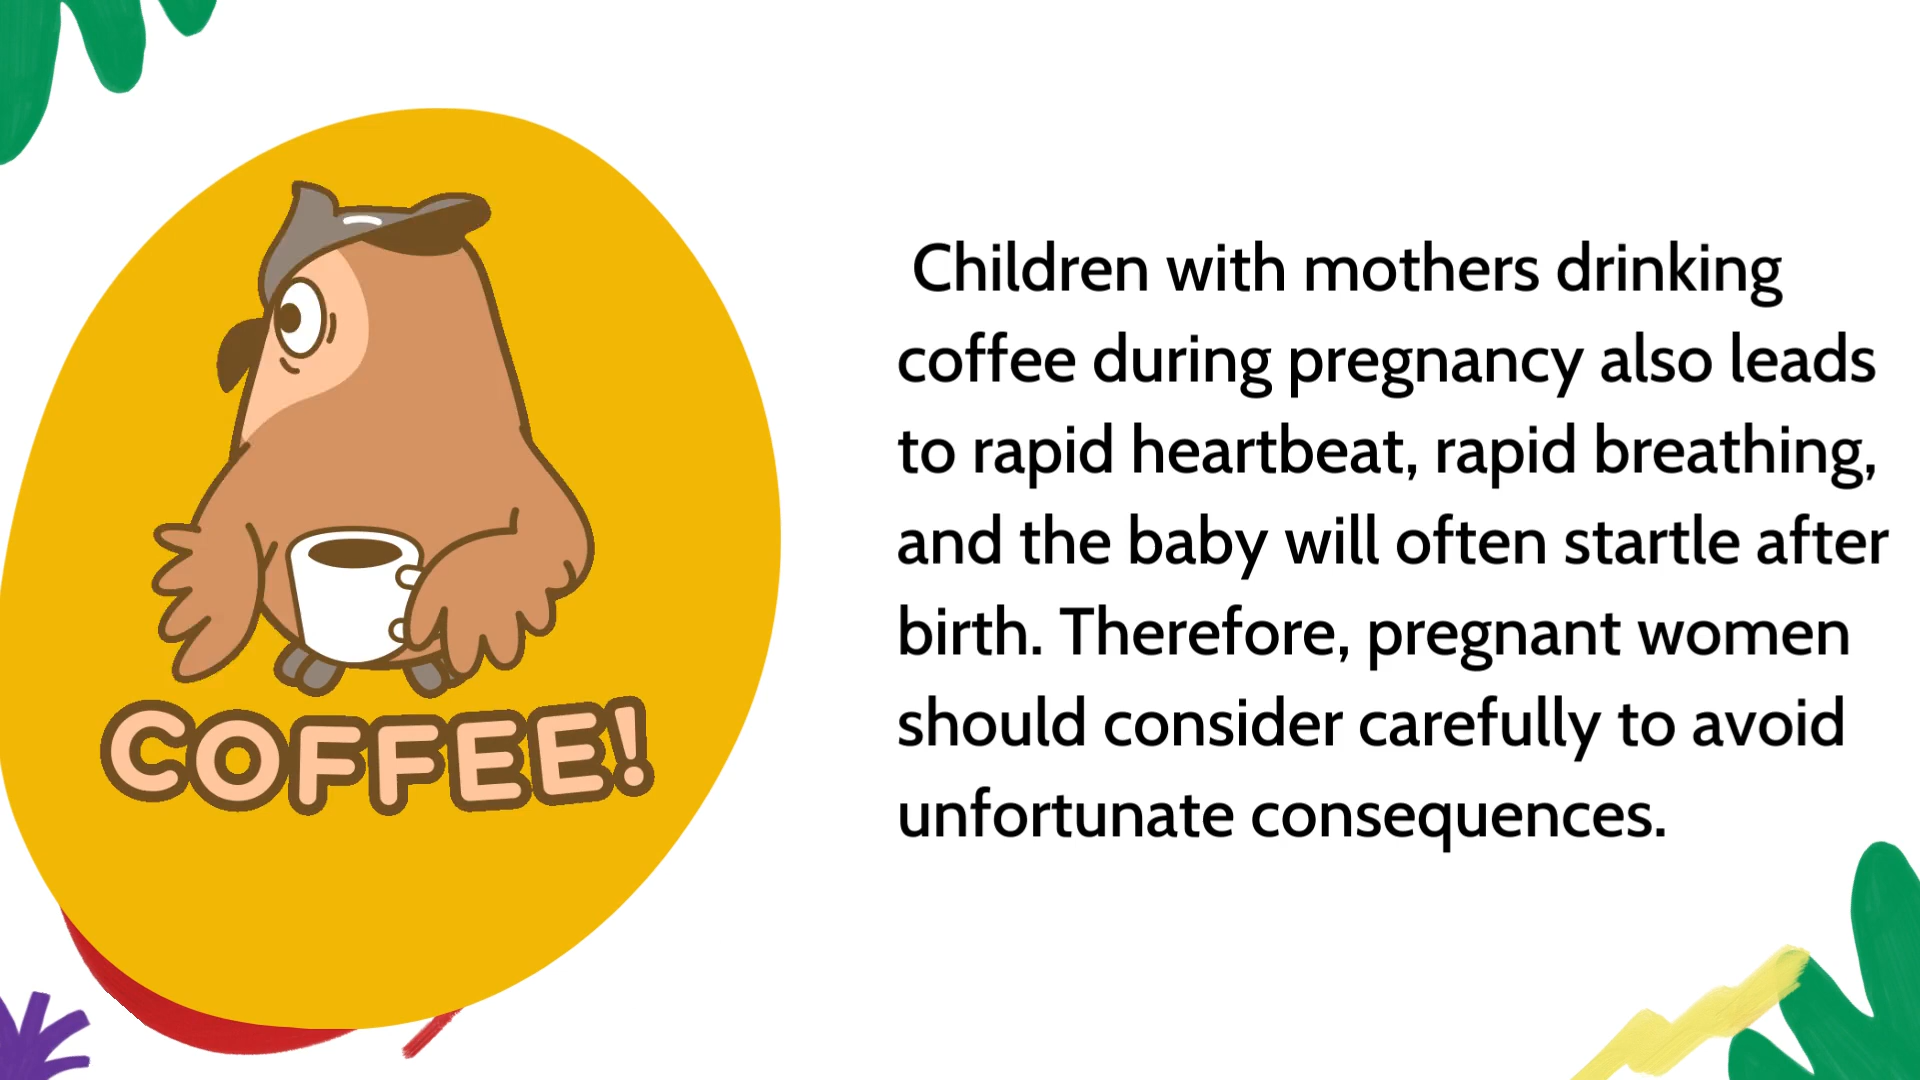 COFFEE!
Children with mothers drinking
coffee during pregnancy also leads
to rapid heartbeat, rapid breathing,
and the baby will often startle after
birth. Therefore, pregnant women
should consider carefully to avoid
unfortunate consequences.